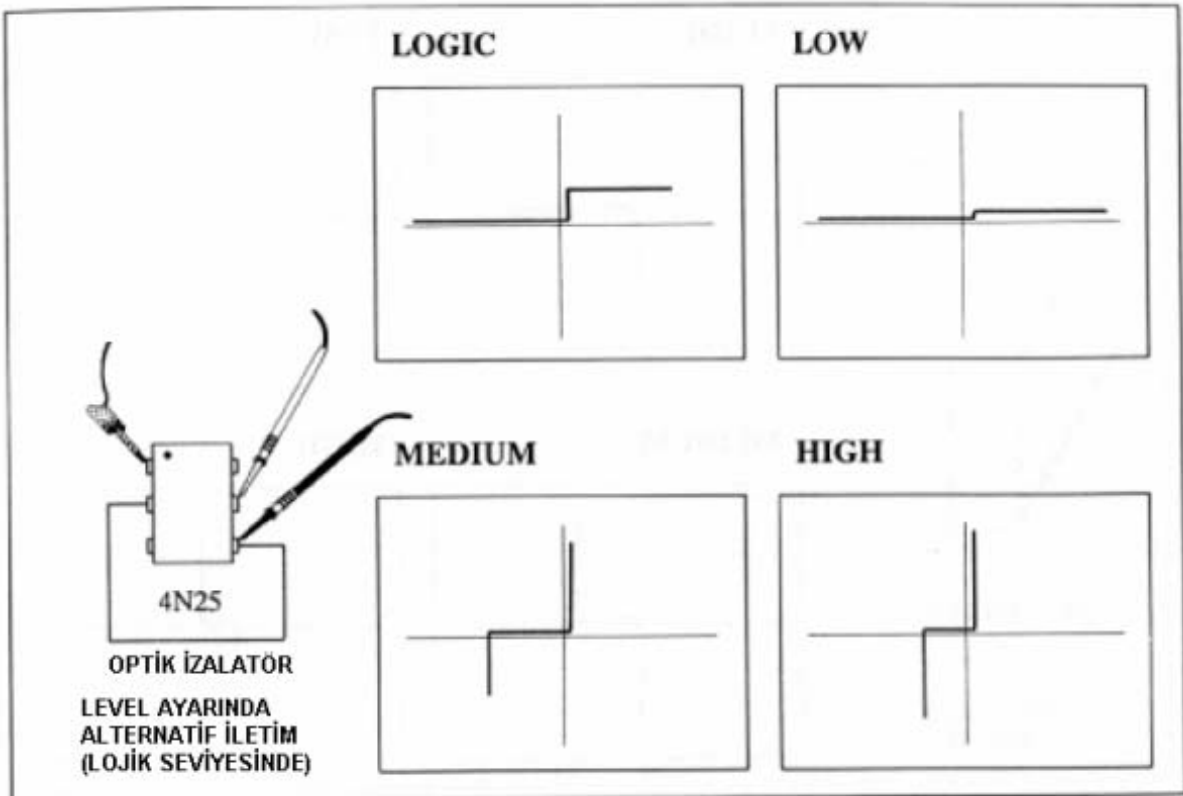 LOGIC
LOW
MEDIUM
HIGH
4N25
OPTİK İZALATÖR
LEVEL AYARINDA
ALTERNATİF İLETİM
(LOJİK SEVİYESİNDE)